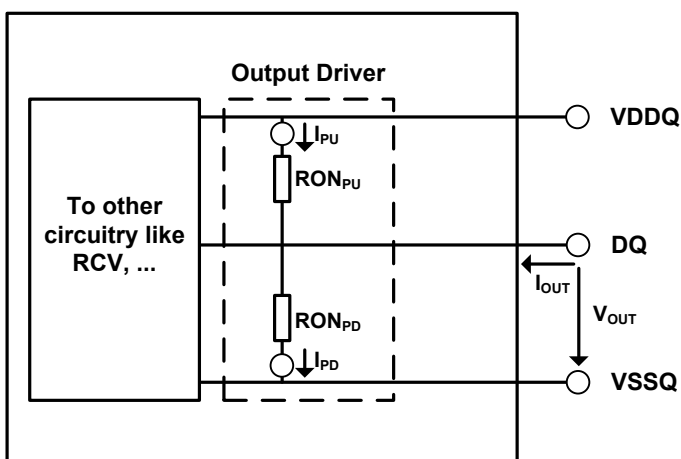 Output Driver
VDDQ
IPU
RONPU
To other
circuitry like
RCV, ...
DQ
IOUT
VOUT
RONPD
IPD
VSSQ